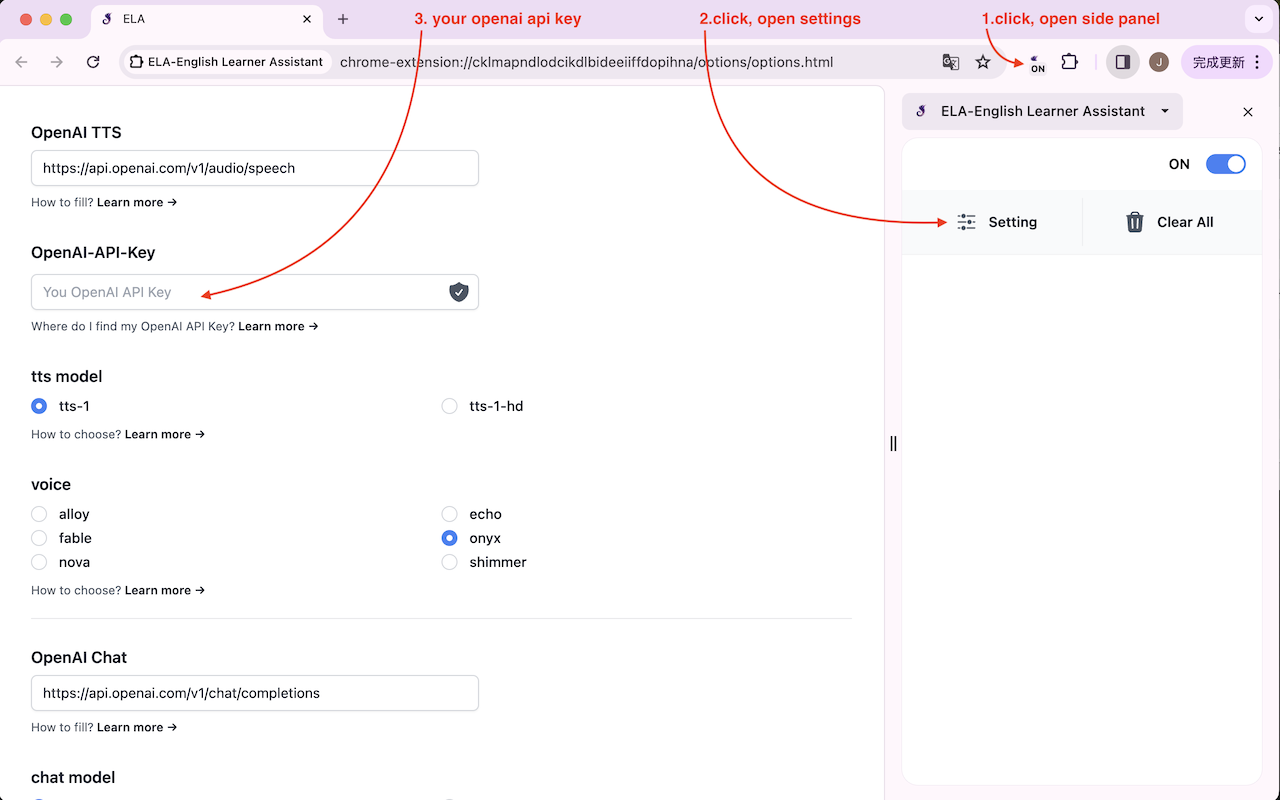 ELA
3. your openai api key
2.click, open settings
1.click, open side panel
ELA-English Learner Assistant
chrome-extension://cklmapndlodcikdlbideeiiffdopihna/options/options.html
ON
J
完成更新
OpenAI TTS
https://api.openai.com/v1/audio/speech
How to fill? Learn more →
OpenAI-API-Key
You OpenAI API Key
Where do I find my OpenAI API Key? Learn more →
tts model
tts-1
tts-1-hd
How to choose? Learn more →
voice
alloy
echo
fable
onyx
nova
shimmer
How to choose? Learn more →
OpenAI Chat
https://api.openai.com/v1/chat/completions
How to fill? Learn more →
chat model
ELA-English Learner Assistant
ON
Setting
Clear All